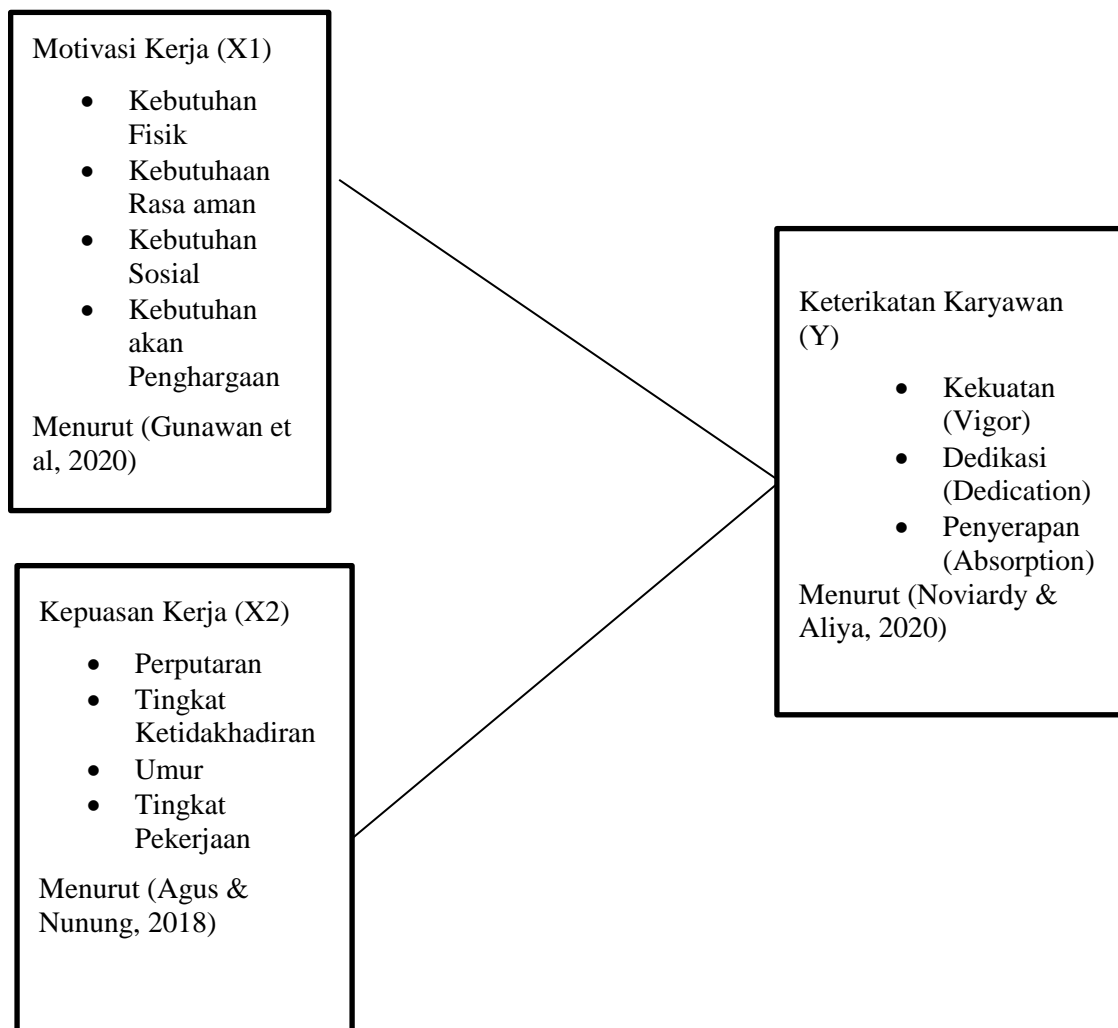 Motivasi Kerja (X1)
• Kebutuhan
Fisik
• Kebutuhaan
Rasa aman
• Kebutuhan
Sosial
• Kebutuhan
akan
Penghargaan
Menurut (Gunawan et
al, 2020)
Kepuasan Kerja (X2)
• Perputaran
• Tingkat
Ketidakhadiran
• Umur
• Tingkat
Pekerjaan
Menurut (Agus &
Nunung, 2018)
Keterikatan Karyawan
(Y)
• Kekuatan
(Vigor)
• Dedikasi
(Dedication)
• Penyerapan
(Absorption)
Menurut (Noviardy &
Aliya, 2020)